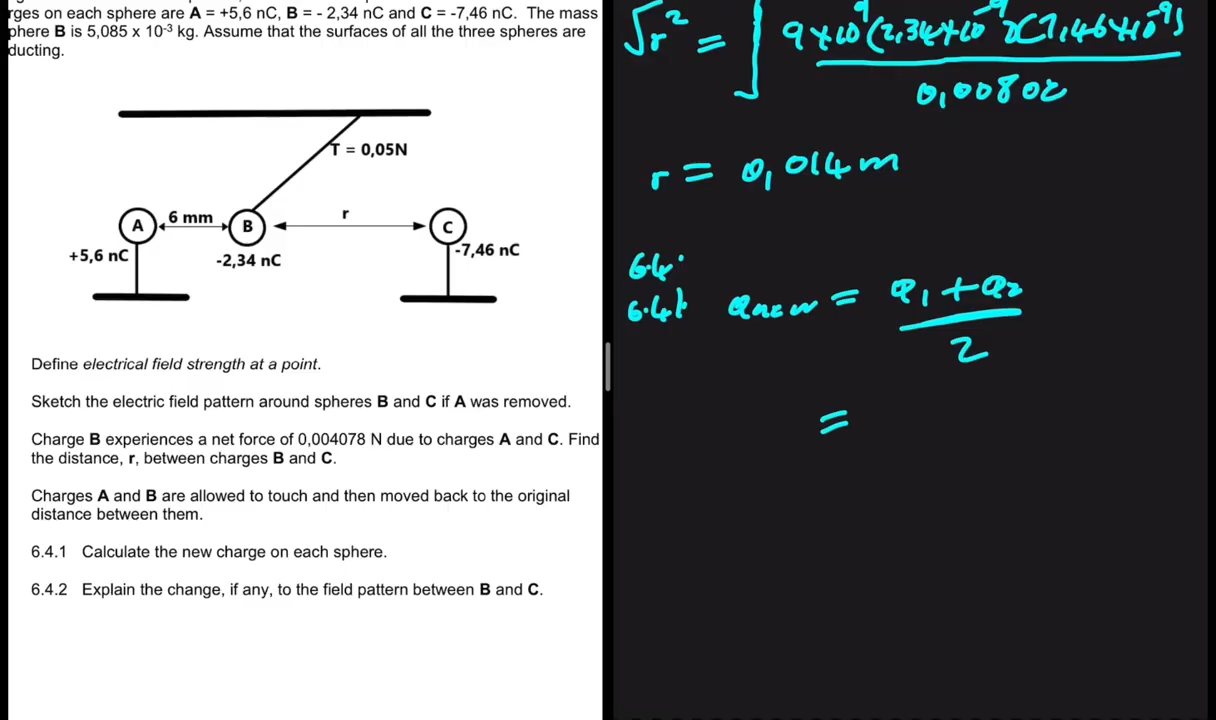 rges on each sphere are A = +5,6 nC, B = - 2,34 nC and C = -7,46 nC. The mass
phere B is 5,085 x 10⁻³ kg. Assume that the surfaces of all the three spheres are
ducting.
T = 0,05N
A 6 mm B r C
+5,6 nC -2,34 nC -7,46 nC
Define electrical field strength at a point.
Sketch the electric field pattern around spheres B and C if A was removed.
Charge B experiences a net force of 0,004078 N due to charges A and C. Find
the distance, r, between charges B and C.
Charges A and B are allowed to touch and then moved back to the original
distance between them.
6.4.1 Calculate the new charge on each sphere.
6.4.2 Explain the change, if any, to the field pattern between B and C.
√r² = √ 9×10⁹(2,34×10⁻⁹)(7,46×10⁻⁹)
0,00802
r = 0,014m
6.4.
6.4.1 Qnew = Q₁ + Q₂
2
=